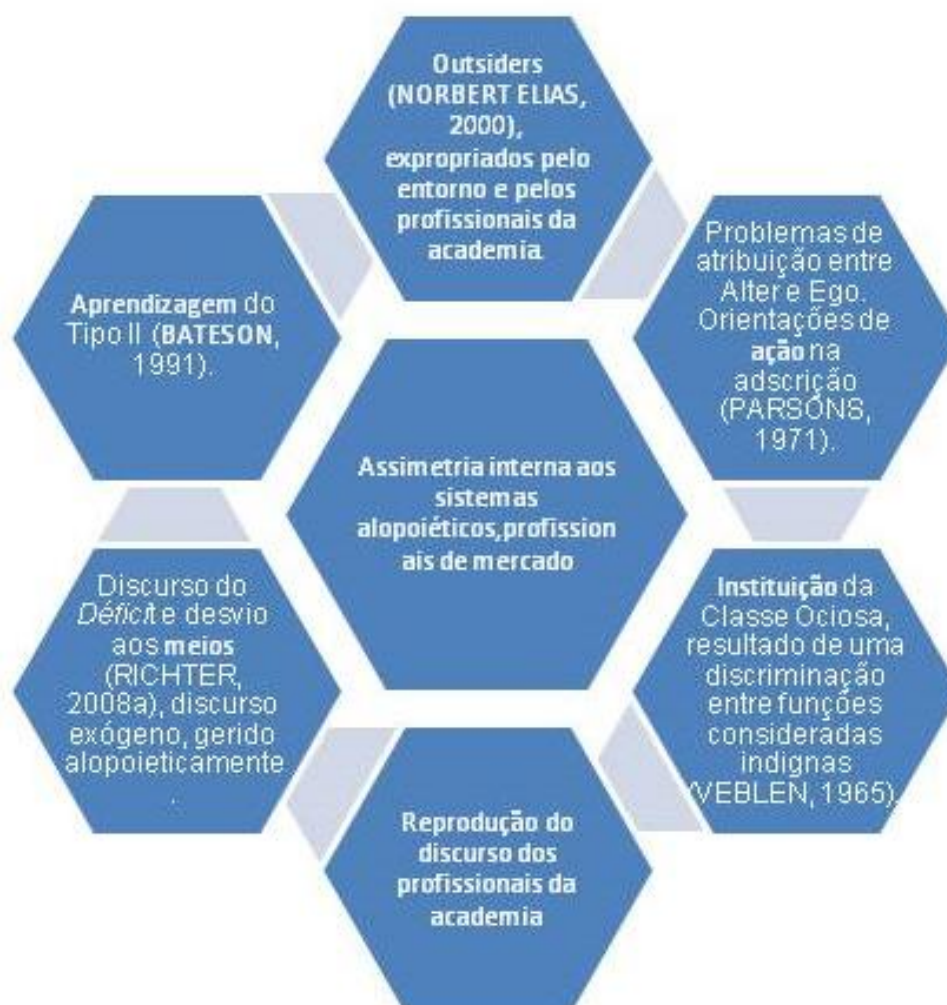 Outsiders
(NORBERT ELIAS,
2000),
expropriados pelo
entorno e pelos
profissionais da
academia.
Problemas de
atribuição entre
Alter e Ego.
Orientações de
ação na
adscrição
(PARSONS,
1971).
Aprendizagem do
Tipo II (BATESON,
1991).
Assimetria interna aos
sistemas
alopoiéticos,profission
ais de mercado
Instituição da
Classe Ociosa,
resultado de uma
discriminação
entre funções
consideradas
indignas
(VEBLEN, 1965).
Discurso do
Déficit e desvio
aos meios
(RICHTER,
2008a), discurso
exógeno, gerido
alopoieticamente
.
Reprodução do
discurso dos
profissionais da
academia